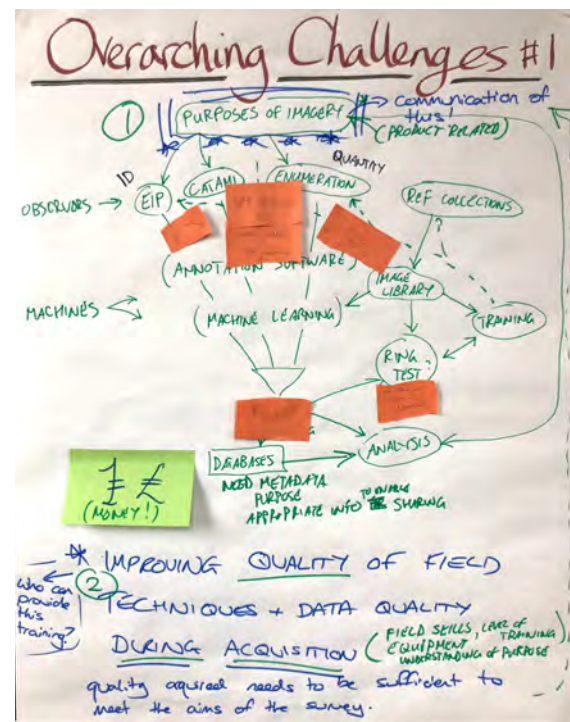 Overarching Challenges #1
① PURPOSES OF IMAGERY
→ communication of
this!
(PRODUCT RELATED)
ID
QUANTITY
OBSERVORS →
EIP
CATAMI
ENUMERATION
REF COLLECTIONS
(ANNOTATION SOFTWARE)
IMAGE
LIBRARY
MACHINES
(MACHINE LEARNING)
TRAINING
RING
TEST
DATABASES
ANALYSIS
NEED METADATA
PURPOSE
TO ENABLE
APPROPRIATE INFO SHARING
1 £
(MONEY!)
* IMPROVING QUALITY OF FIELD
② TECHNIQUES + DATA QUALITY
DURING ACQUISITION
(FIELD SKILLS, LEVEL OF TRAINING
EQUIPMENT
UNDERSTANDING of PURPOSE)
who can
provide
this
training?
quality aquired needs to be sufficient to
meet the aims of the survey.